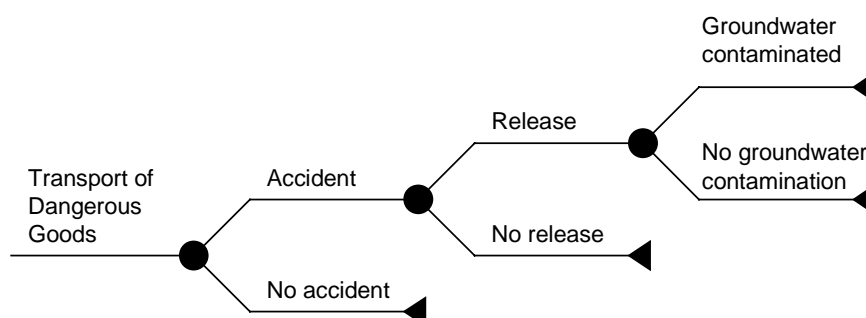 Groundwater
contaminated
Release
No groundwater
contamination
Accident
Transport of
Dangerous
Goods
No release
No accident